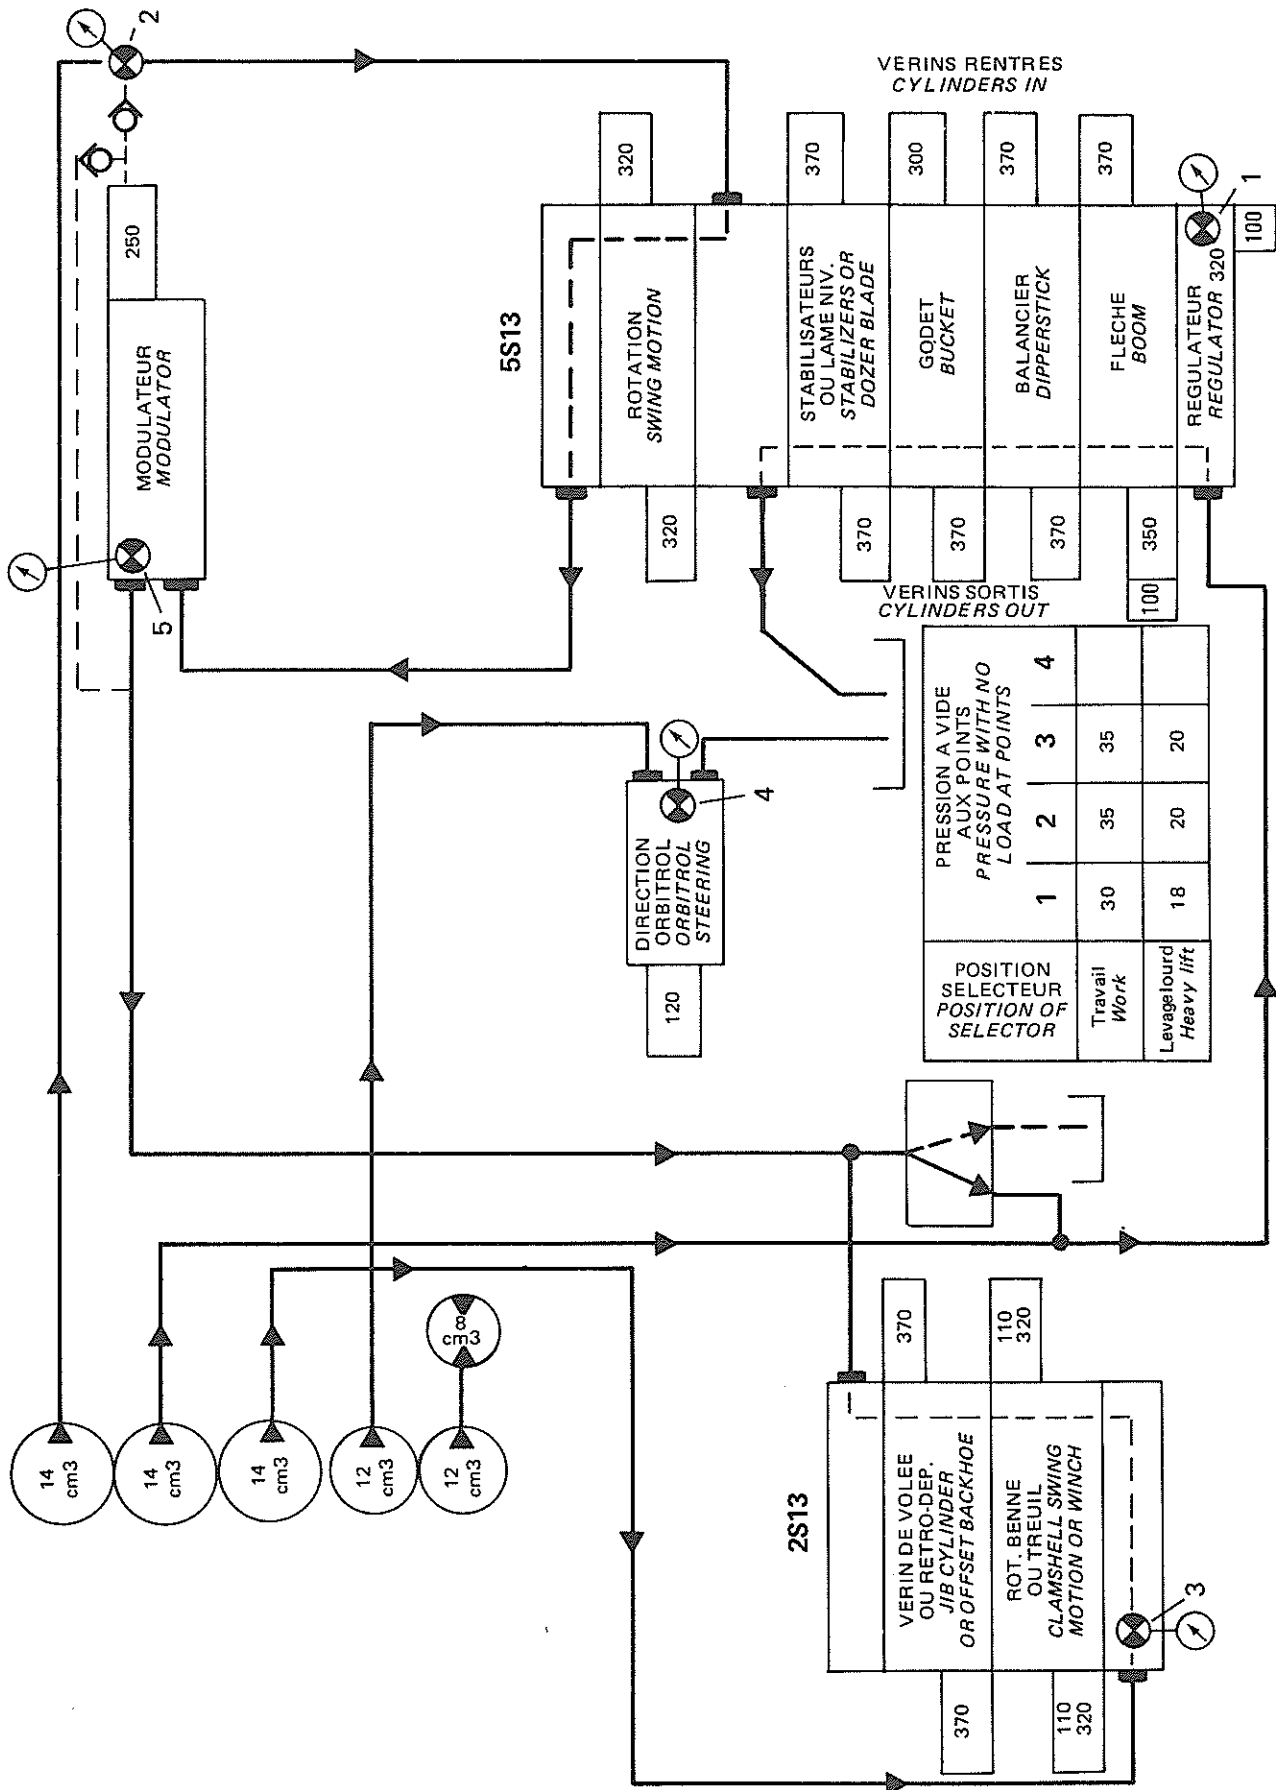 2
VERINS RENTRES
CYLINDERS IN
250
MODULATEUR
MODULATOR
5
5S13
320
ROTATION
SWING MOTION
320
370
STABILISATEURS
OU LAME NIV.
STABILIZERS OR
DOZER BLADE
370
300
GODET
BUCKET
370
370
BALANCIER
DIPPERSTICK
370
370
FLECHE
BOOM
350
100
1
REGULATEUR
REGULATOR 320
100
VERINS SORTIS
CYLINDERS OUT
DIRECTION
ORBITROL
ORBITROL
STEERING
4
120
PRESSION A VIDE
AUX POINTS
PRESSURE WITH NO
LOAD AT POINTS
POSITION
SELECTEUR
POSITION OF
SELECTOR
1 2 3 4
Travail
Work
30 35 35
Levage lourd
Heavy lift
18 20 20
14
cm3
14
cm3
14
cm3
12
cm3
12
cm3
8
cm3
2S13
370
VERIN DE VOLEE
OU RETRO-DEP.
JIB CYLINDER
OR OFFSET BACKHOE
370
110
320
ROT. BENNE
OU TREUIL
CLAMSHELL SWING
MOTION OR WINCH
110
320
3